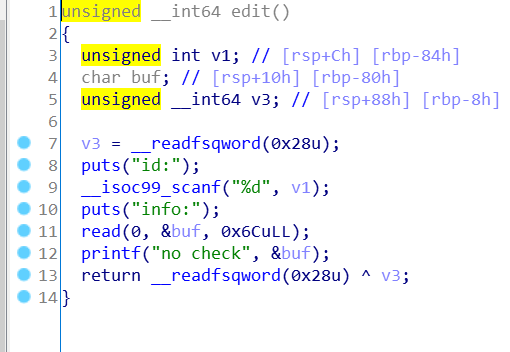 1 unsigned __int64 edit()
2 {
3 unsigned int v1; // [rsp+Ch] [rbp-84h]
4 char buf; // [rsp+10h] [rbp-80h]
5 unsigned __int64 v3; // [rsp+88h] [rbp-8h]
6
7 v3 = __readfsqword(0x28u);
8 puts("id:");
9 __isoc99_scanf("%d", v1);
10 puts("info:");
11 read(0, &buf, 0x6CuLL);
12 printf("no check", &buf);
13 return __readfsqword(0x28u) ^ v3;
14 }